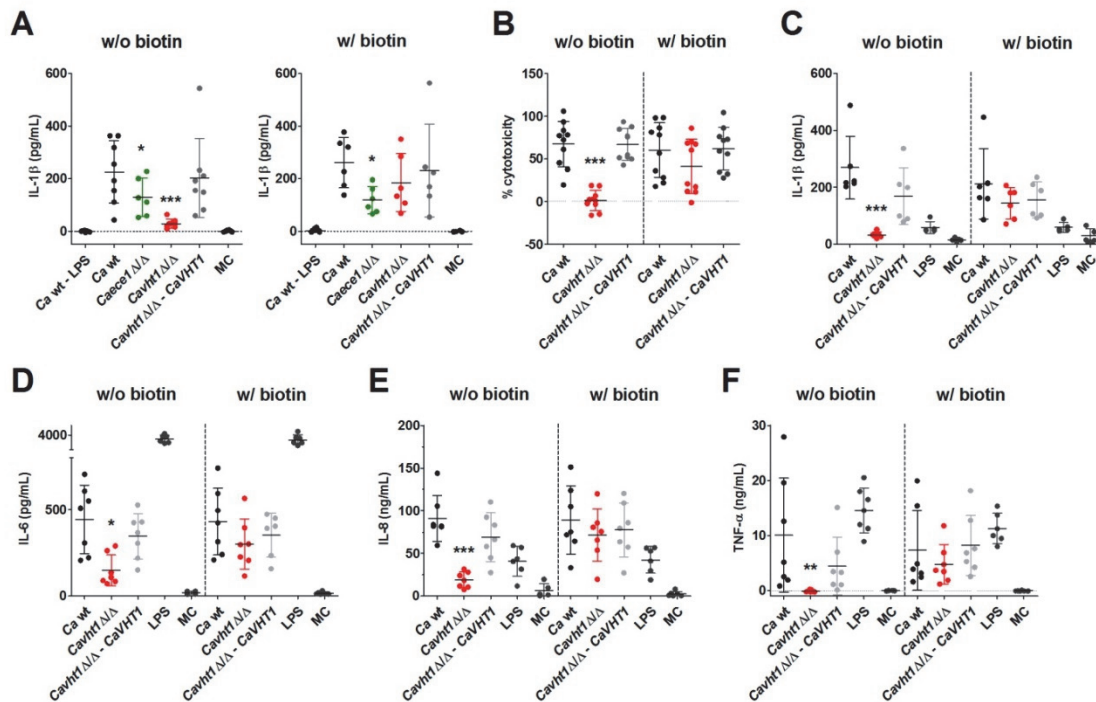 A
w/o biotin
w/ biotin
IL-1β (pg/mL)
600
400
200
0
*
***
Ca wt - LPS
Ca wt
Caece1Δ/Δ
Cavht1Δ/Δ
Cavht1Δ/Δ - CaVHT1
MC
IL-1β (pg/mL)
600
400
200
0
*
Ca wt - LPS
Ca wt
Caece1Δ/Δ
Cavht1Δ/Δ
Cavht1Δ/Δ - CaVHT1
MC
B
w/o biotin
w/ biotin
% cytotoxicity
150
100
50
0
-50
***
Ca wt
Cavht1Δ/Δ
Cavht1Δ/Δ - CaVHT1
Ca wt
Cavht1Δ/Δ
Cavht1Δ/Δ - CaVHT1
C
w/o biotin
w/ biotin
IL-1β (pg/mL)
600
400
200
0
***
Ca wt
Cavht1Δ/Δ
Cavht1Δ/Δ - CaVHT1
LPS
MC
Ca wt
Cavht1Δ/Δ
Cavht1Δ/Δ - CaVHT1
LPS
MC
D
w/o biotin
w/ biotin
IL-6 (pg/mL)
4000
500
0
*
Ca wt
Cavht1Δ/Δ
Cavht1Δ/Δ - CaVHT1
LPS
MC
Ca wt
Cavht1Δ/Δ
Cavht1Δ/Δ - CaVHT1
LPS
MC
E
w/o biotin
w/ biotin
IL-8 (pg/mL)
200
150
100
50
0
***
Ca wt
Cavht1Δ/Δ
Cavht1Δ/Δ - CaVHT1
LPS
MC
Ca wt
Cavht1Δ/Δ
Cavht1Δ/Δ - CaVHT1
LPS
MC
F
w/o biotin
w/ biotin
TNF-α (ng/mL)
30
20
10
0
**
Ca wt
Cavht1Δ/Δ
Cavht1Δ/Δ - CaVHT1
LPS
MC
Ca wt
Cavht1Δ/Δ
Cavht1Δ/Δ - CaVHT1
LPS
MC